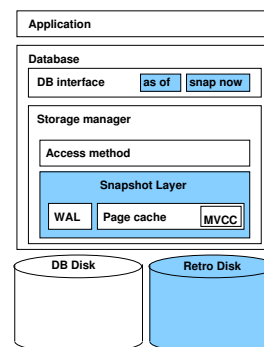 Application
Database
DB interface as of snap now
Storage manager
Access method
Snapshot Layer
WAL Page cache MVCC
DB Disk Retro Disk